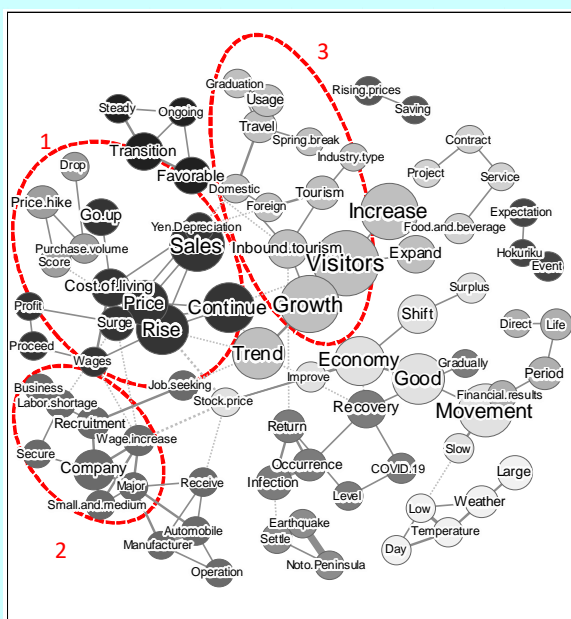 3
Graduation
Usage
Rising.prices
Saving
Steady
Ongoing
Travel
Spring.break
Contract
1
Transition
Industry.type
Drop
Favorable
Domestic
Tourism
Project
Service
Price.hike
Go.up
Foreign
Increase
Yen.Depreciation
Food.and.beverage
Expectation
Purchase.volume
Sales
Inbound.tourism
Expand
Hokuriku
Score
Visitors
Event
Cost.of.living
Surplus
Profit
Price
Continue
Growth
Shift
Surge
Rise
Direct
Life
Proceed
Trend
Economy
Wages
Gradually
Period
Business
Job.seeking
Improve
Good
Financial.results
Labor.shortage
Stock.price
Recovery
Movement
Recruitment
Return
Wage.increase
Slow
Secure
Company
Occurrence
COVID.19
Large
Major
Receive
Infection
Level
Weather
Small.and.medium
Low
Earthquake
Automobile
Temperature
2
Manufacturer
Settle
Day
Noto.Peninsula
Operation